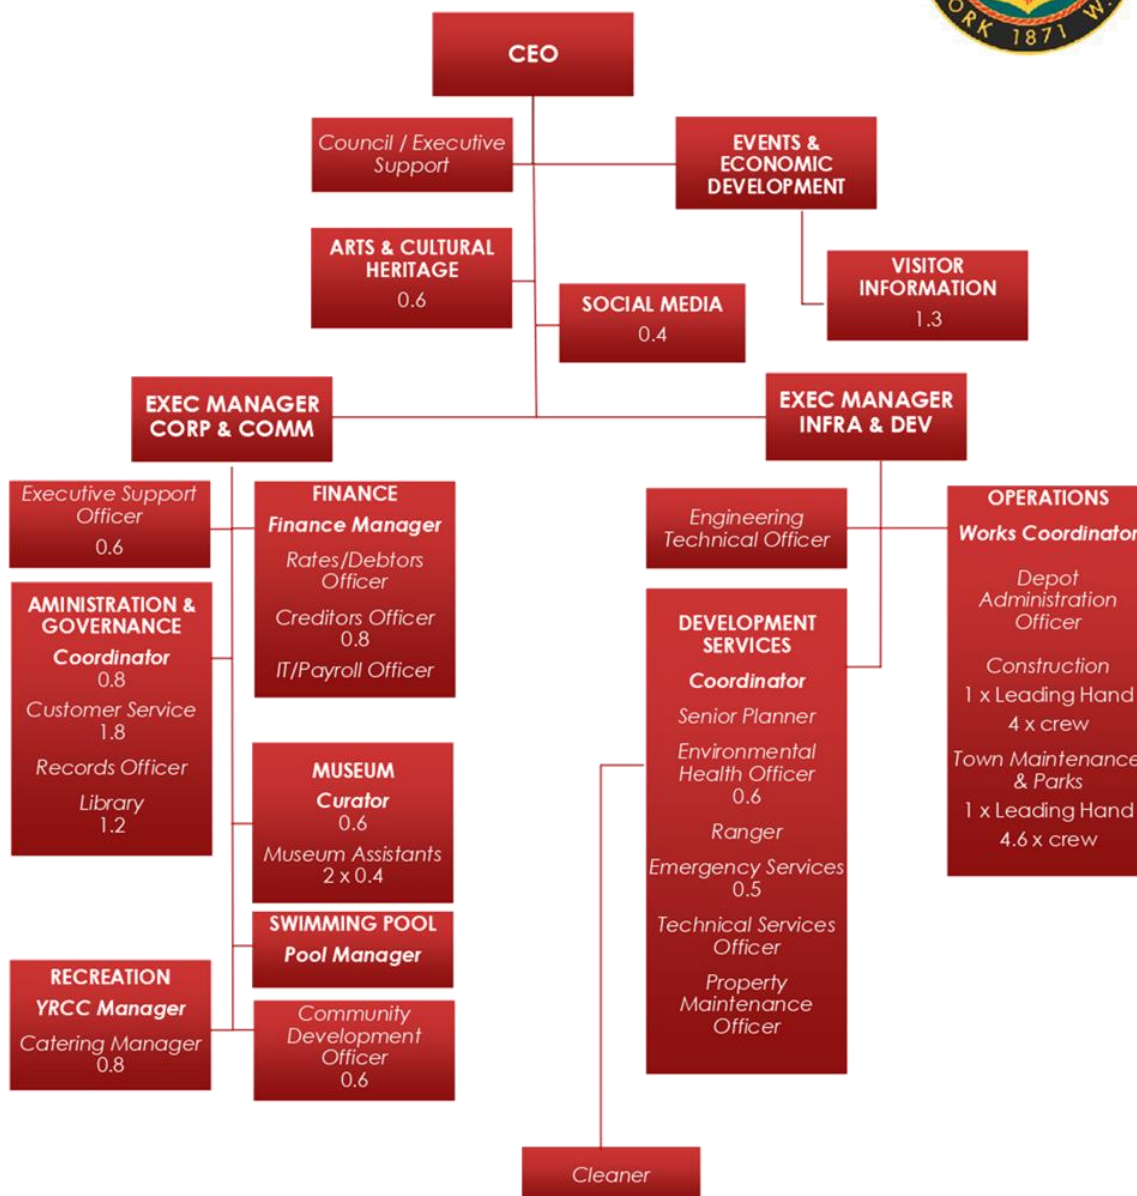 ORK 1871 W.
CEO
Council / Executive
Support
EVENTS &
ECONOMIC
DEVELOPMENT
ARTS & CULTURAL
HERITAGE
0.6
VISITOR
INFORMATION
1.3
SOCIAL MEDIA
0.4
EXEC MANAGER
CORP & COMM
EXEC MANAGER
INFRA & DEV
Executive Support
Officer
0.6
FINANCE
Finance Manager
Rates/Debtors
Officer
Creditors Officer
0.8
IT/Payroll Officer
AMINISTRATION &
GOVERNANCE
Coordinator
0.8
Customer Service
1.8
Records Officer
Library
1.2
MUSEUM
Curator
0.6
Museum Assistants
2 x 0.4
SWIMMING POOL
Pool Manager
RECREATION
YRCC Manager
Catering Manager
0.8
Community
Development
Officer
0.6
Engineering
Technical Officer
OPERATIONS
Works Coordinator
Depot
Administration
Officer
Construction
1 x Leading Hand
4 x crew
Town Maintenance
& Parks
1 x Leading Hand
4.6 x crew
DEVELOPMENT
SERVICES
Coordinator
Senior Planner
Environmental
Health Officer
0.6
Ranger
Emergency Services
0.5
Technical Services
Officer
Property
Maintenance
Officer
Cleaner